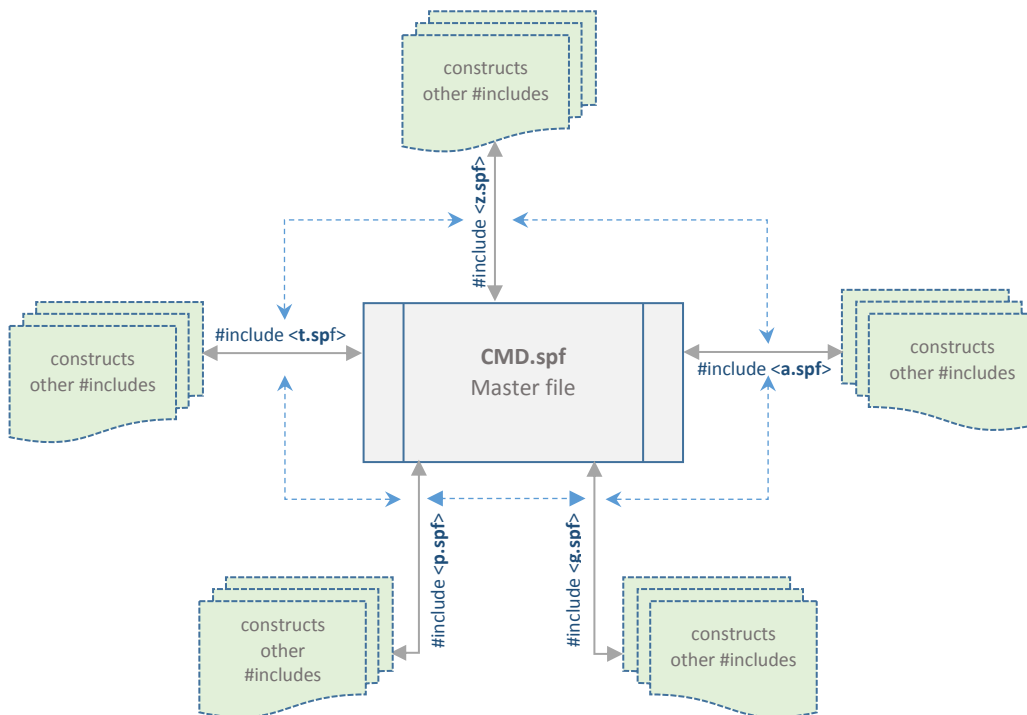 constructs
other #includes
#include <z.spf>
#include <t.spf>
constructs
other #includes
CMD.spf
Master file
#include <a.spf>
constructs
other #includes
#include <p.spf>
#include <g.spf>
constructs
other
#includes
constructs
other #includes